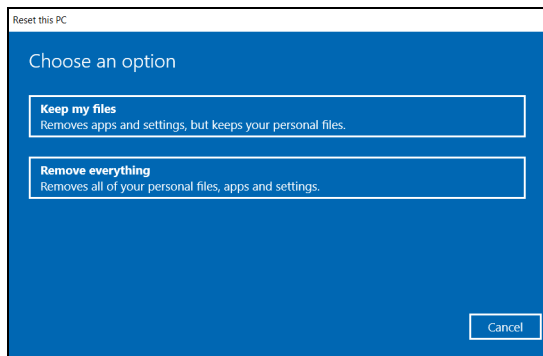 Reset this PC
Choose an option
Keep my files
Removes apps and settings, but keeps your personal files.
Remove everything
Removes all of your personal files, apps and settings.
Cancel